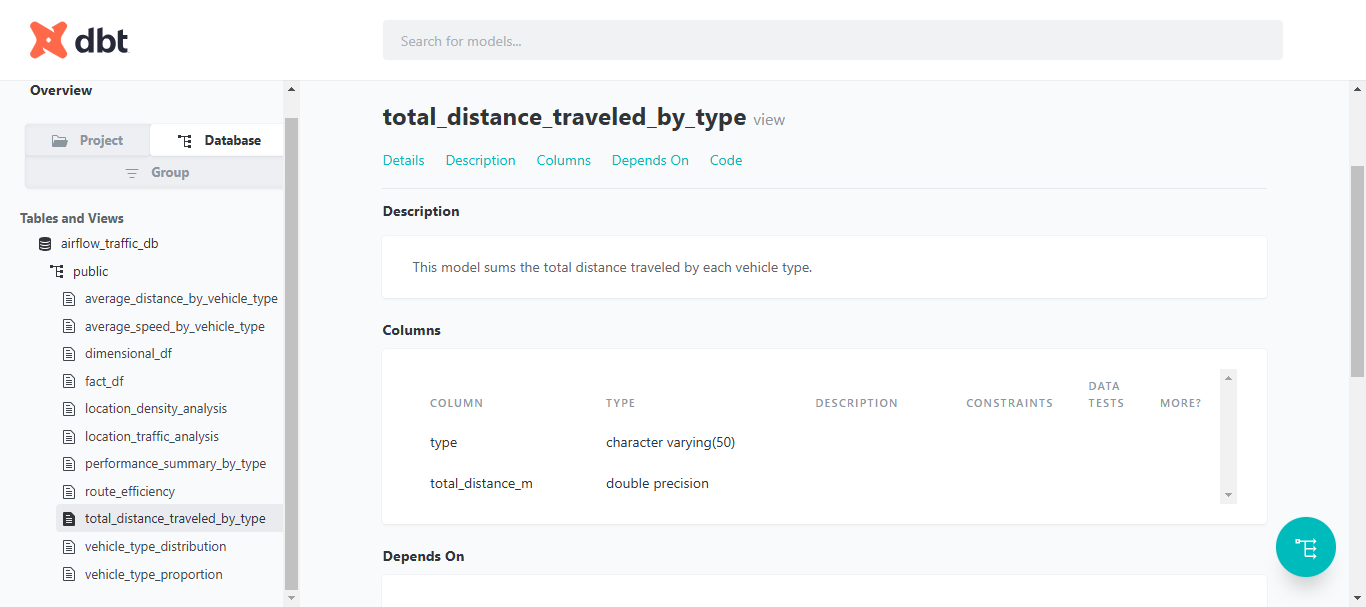 dbt
Search for models...
Overview
Project
Database
Group
Tables and Views
airflow_traffic_db
public
average_distance_by_vehicle_type
average_speed_by_vehicle_type
dimensional_df
fact_df
location_density_analysis
location_traffic_analysis
performance_summary_by_type
route_efficiency
total_distance_traveled_by_type
vehicle_type_distribution
vehicle_type_proportion
total_distance_traveled_by_type view
Details Description Columns Depends On Code
Description
This model sums the total distance traveled by each vehicle type.
Columns
COLUMN TYPE DESCRIPTION CONSTRAINTS DATA TESTS MORE?
type character varying(50)
total_distance_m double precision
Depends On